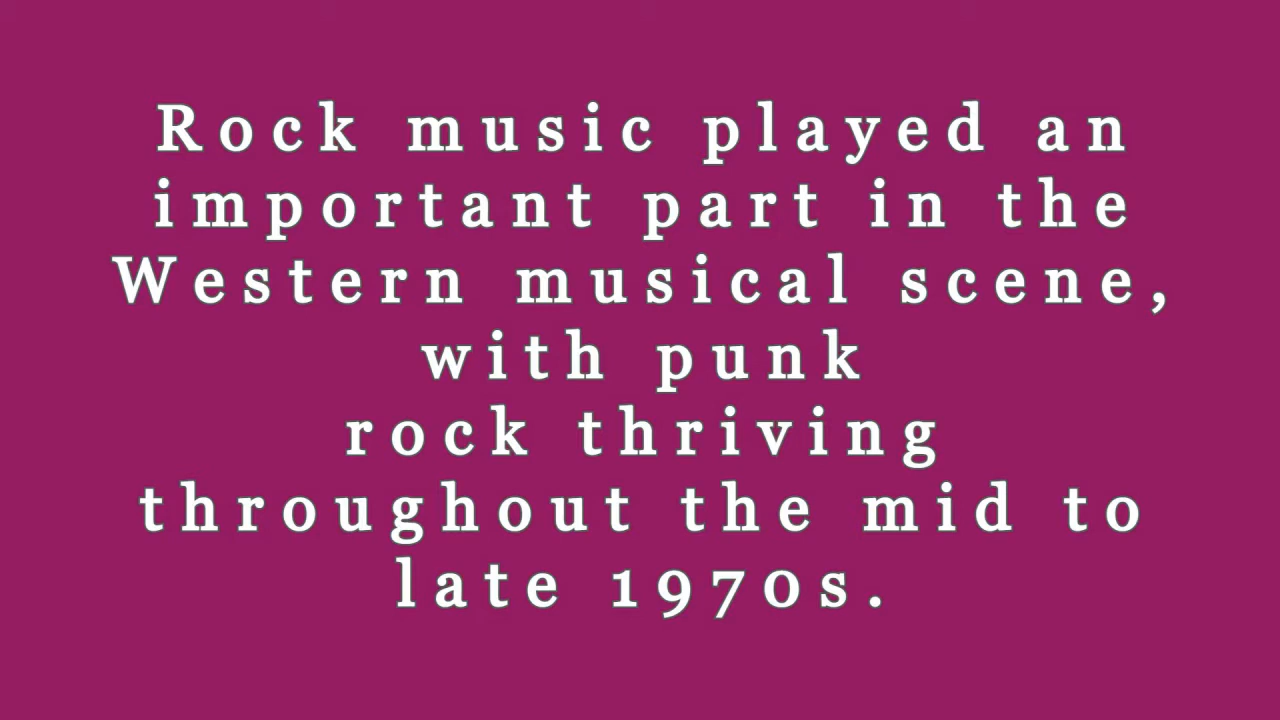 Rock music played an
important part in the
Western musical scene,
with punk
rock thriving
throughout the mid to
late 1970s.